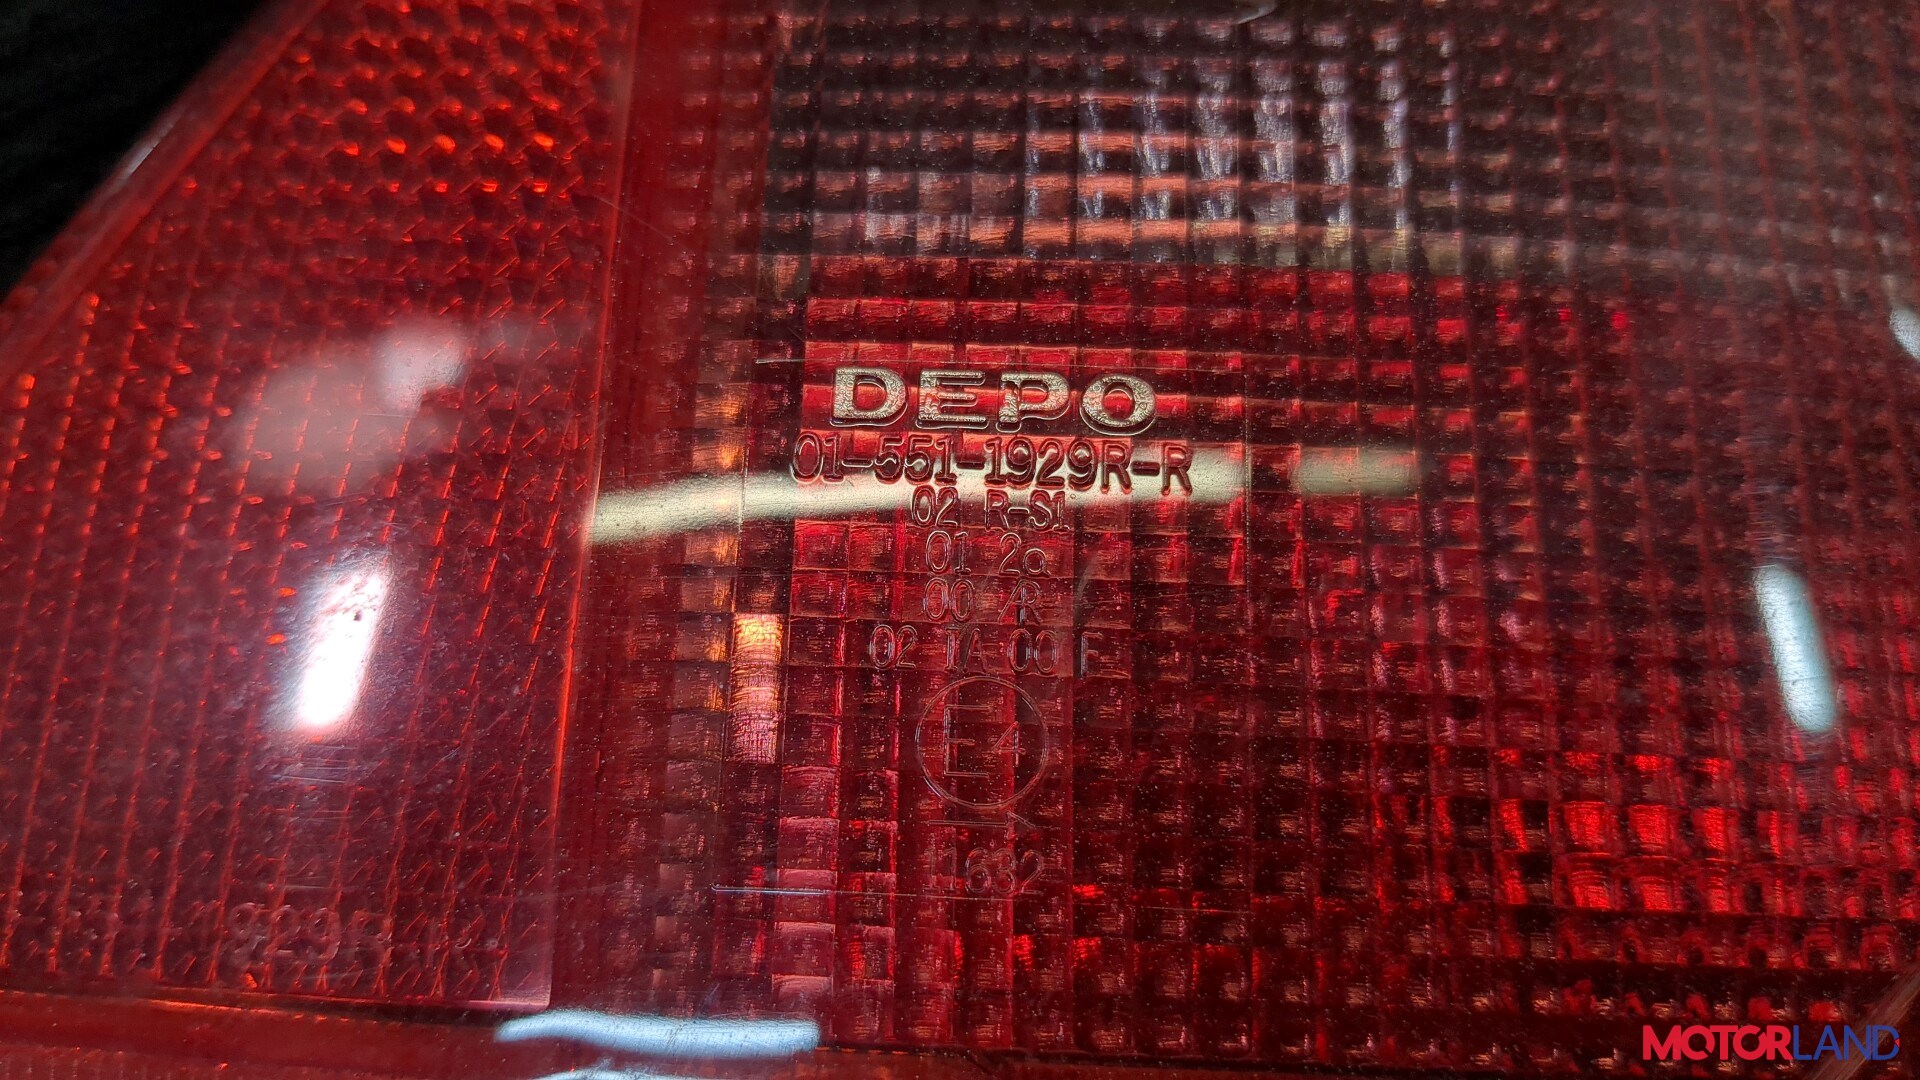 DEPO
01-551-1929R-R
02 R-S1
01 2a
00 AR
02 IA 00 F
E4
11632
MOTORLAND